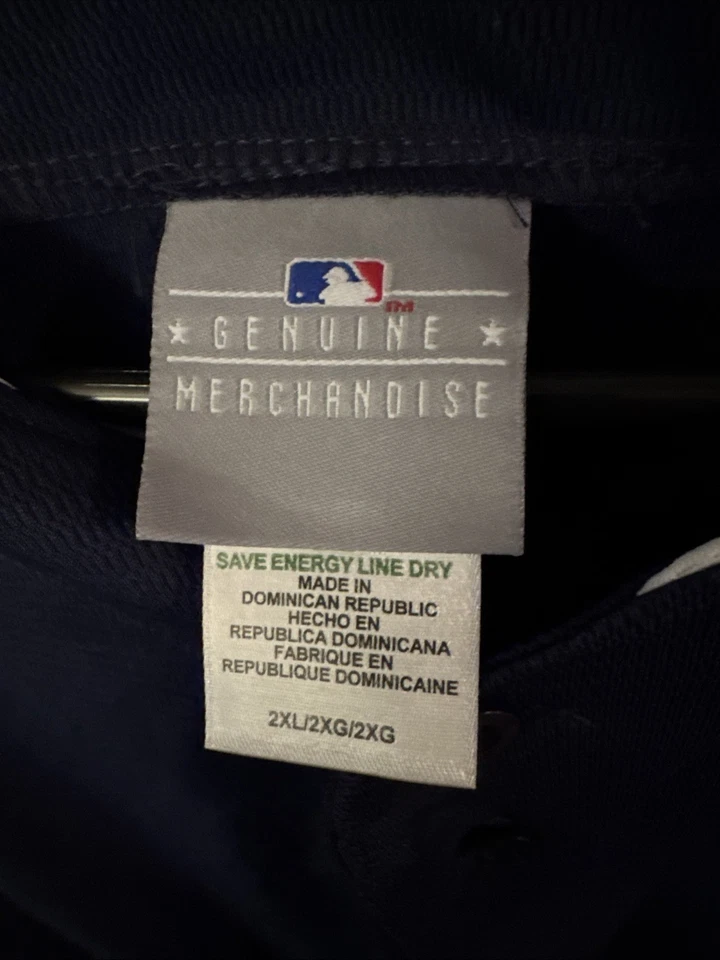 TM
★ GENUINE ★
MERCHANDISE
SAVE ENERGY LINE DRY
MADE IN
DOMINICAN REPUBLIC
HECHO EN
REPUBLICA DOMINICANA
FABRIQUE EN
REPUBLIQUE DOMINICAINE
2XL/2XG/2XG